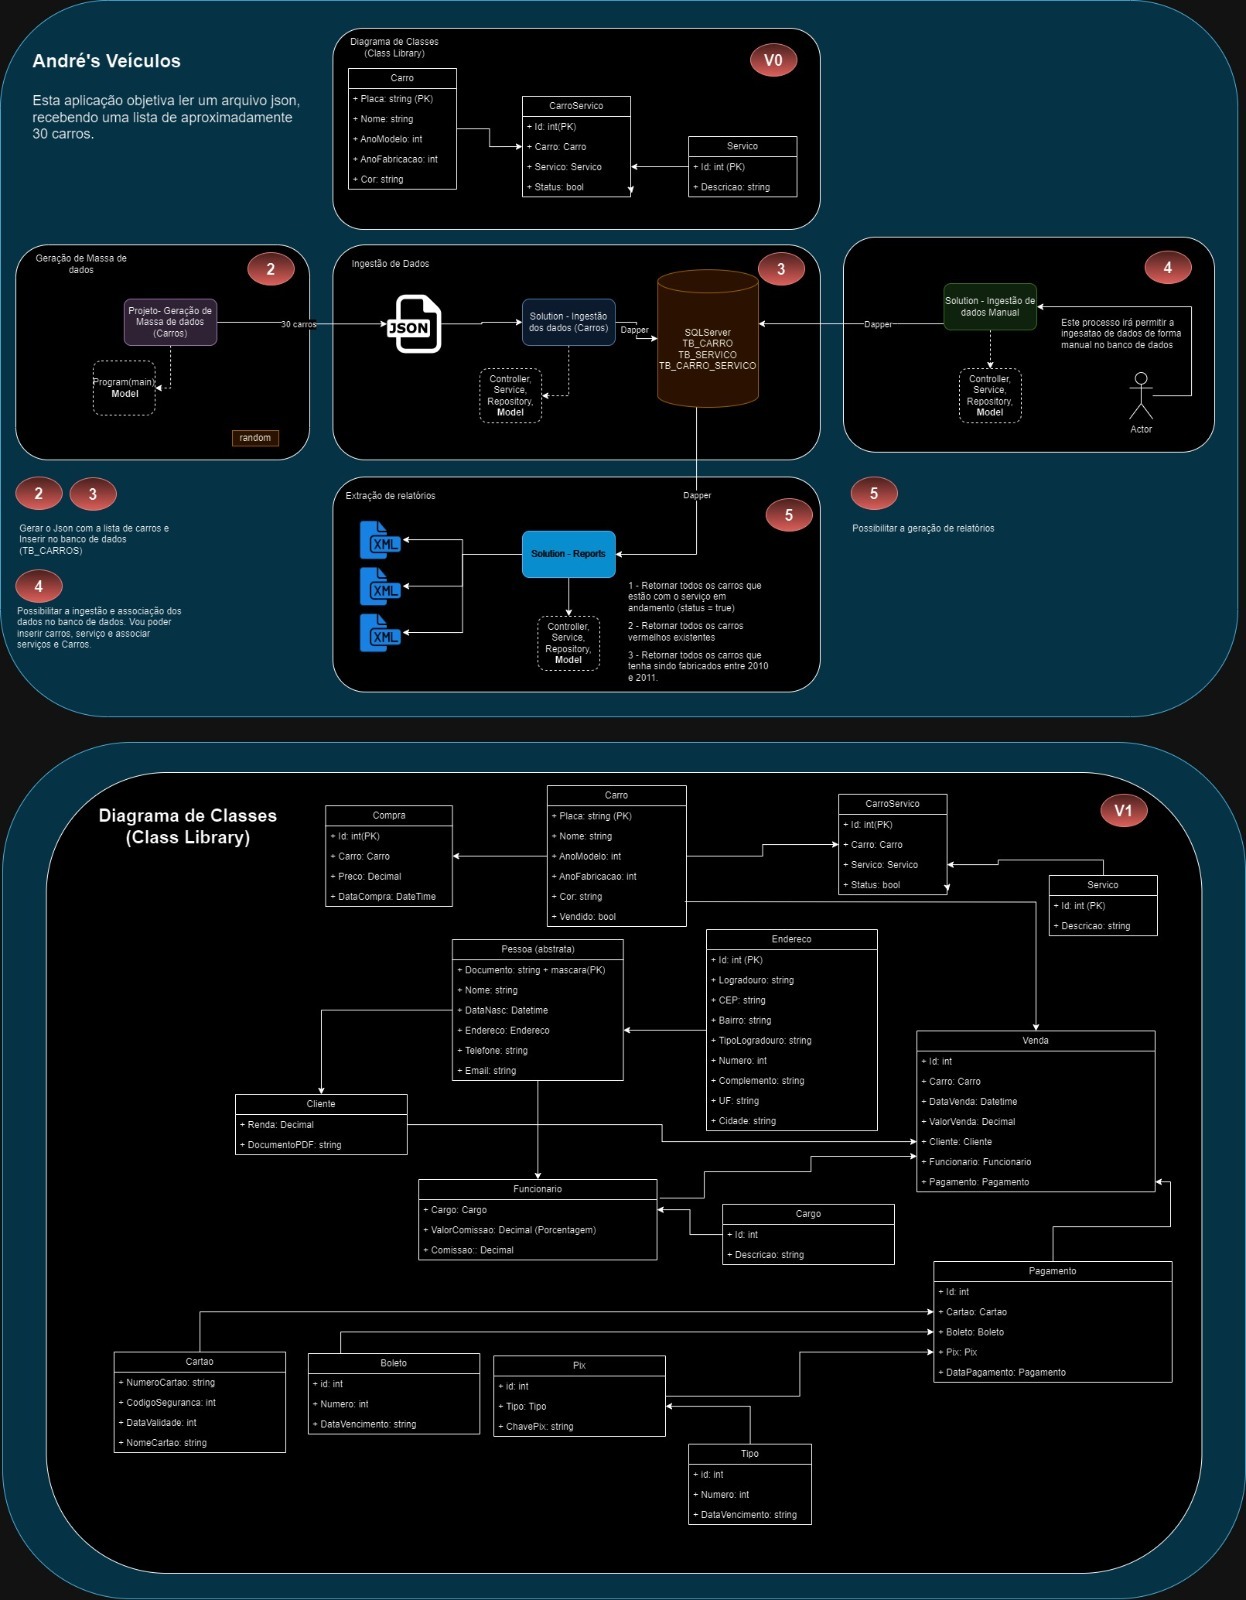 André's Veículos
Esta aplicação objetiva ler um arquivo json,
recebendo uma lista de aproximadamente
30 carros.
Diagrama de Classes
(Class Library)
V0
Carro
+ Placa: string (PK)
+ Nome: string
+ AnoModelo: int
+ AnoFabricacao: int
+ Cor: string
CarroServico
+ Id: int(PK)
+ Carro: Carro
+ Servico: Servico
+ Status: bool
Servico
+ Id: int (PK)
+ Descricao: string
Geração de Massa de
dados
2
Projeto- Geração de
Massa de dados
(Carros)
30 carros
Program(main)
Model
random
Ingestão de Dados
3
JSON
Solution - Ingestão
dos dados (Carros)
Dapper
Controller,
Service,
Repository,
Model
SQLServer
TB_CARRO
TB_SERVICO
TB_CARRO_SERVICO
4
Solution - Ingestão de
dados Manual
Dapper
Este processo irá permitir a
ingesatao de dados de forma
manual no banco de dados
Controller,
Service,
Repository,
Model
Actor
2
3
Gerar o Json com a lista de carros e
Inserir no banco de dados
(TB_CARROS)
4
Possibilitar a ingestão e associação dos
dados no banco de dados. Vou poder
inserir carros, serviço e associar
serviços e Carros.
Extração de relatórios
Dapper
5
XML
XML
XML
Solution - Reports
Controller,
Service,
Repository,
Model
1 - Retornar todos os carros que
estão com o serviço em
andamento (status = true)
2 - Retornar todos os carros
vermelhos existentes
3 - Retornar todos os carros que
tenha sindo fabricados entre 2010
e 2011.
5
Possibilitar a geração de relatórios
Diagrama de Classes
(Class Library)
V1
Compra
+ Id: int(PK)
+ Carro: Carro
+ Preco: Decimal
+ DataCompra: DateTime
Carro
+ Placa: string (PK)
+ Nome: string
+ AnoModelo: int
+ AnoFabricacao: int
+ Cor: string
+ Vendido: bool
CarroServico
+ Id: int(PK)
+ Carro: Carro
+ Servico: Servico
+ Status: bool
Servico
+ Id: int (PK)
+ Descricao: string
Pessoa (abstrata)
+ Documento: string + mascara(PK)
+ Nome: string
+ DataNasc: Datetime
+ Endereco: Endereco
+ Telefone: string
+ Email: string
Endereco
+ Id: int (PK)
+ Logradouro: string
+ CEP: string
+ Bairro: string
+ TipoLogradouro: string
+ Numero: int
+ Complemento: string
+ UF: string
+ Cidade: string
Venda
+ Id: int
+ Carro: Carro
+ DataVenda: Datetime
+ ValorVenda: Decimal
+ Cliente: Cliente
+ Funcionario: Funcionario
+ Pagamento: Pagamento
Cliente
+ Renda: Decimal
+ DocumentoPDF: string
Funcionario
+ Cargo: Cargo
+ ValorComissao: Decimal (Porcentagem)
+ Comissao:: Decimal
Cargo
+ Id: int
+ Descricao: string
Pagamento
+ Id: int
+ Cartao: Cartao
+ Boleto: Boleto
+ Pix: Pix
+ DataPagamento: Pagamento
Cartao
+ NumeroCartao: string
+ CodigoSeguranca: int
+ DataValidade: int
+ NomeCartao: string
Boleto
+ id: int
+ Numero: int
+ DataVencimento: string
Pix
+ id: int
+ Tipo: Tipo
+ ChavePix: string
Tipo
+ id: int
+ Numero: int
+ DataVencimento: string